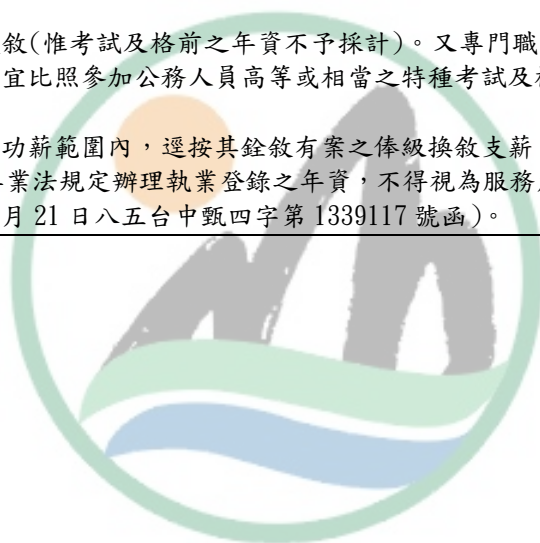 敘(惟考試及格前之年資不予採計)。又專門職
宜比照參加公務人員高等或相當之特種考試及
功薪範圍內，逕按其銓敘有案之俸級換敘支薪
業法規定辦理執業登錄之年資，不得視為服務
月 21 日八五台中甄四字第 1339117 號函)。